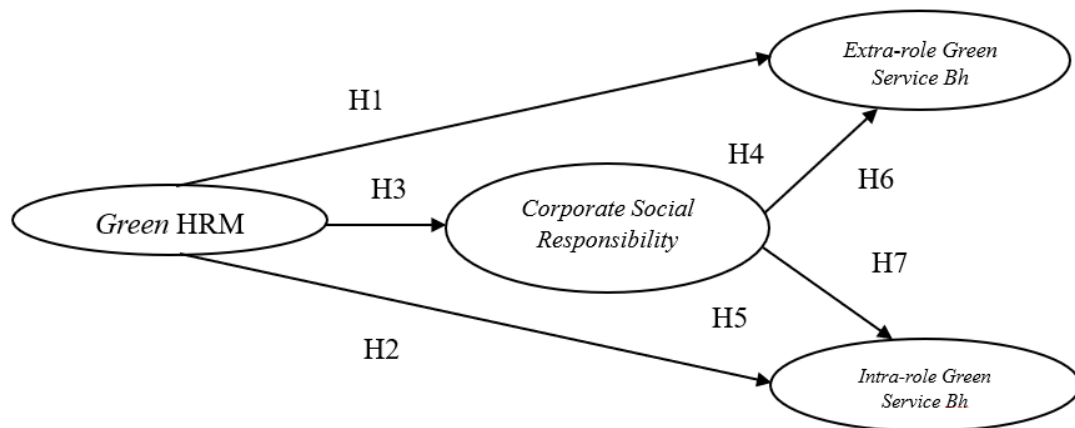 Extra-role Green
Service Bh
H1
H4
H3
H6
Green HRM
Corporate Social
Responsibility
H7
H5
H2
Intra-role Green
Service Bh